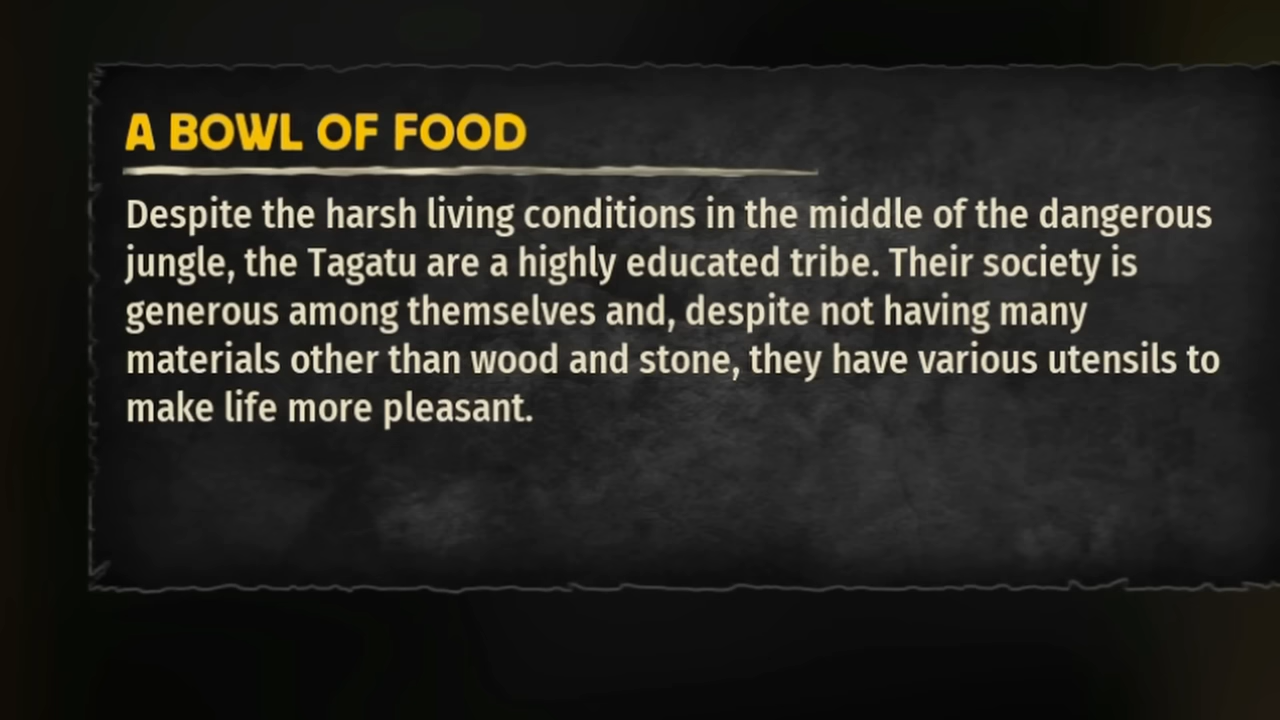 A BOWL OF FOOD
Despite the harsh living conditions in the middle of the dangerous
jungle, the Tagatu are a highly educated tribe. Their society is
generous among themselves and, despite not having many
materials other than wood and stone, they have various utensils to
make life more pleasant.